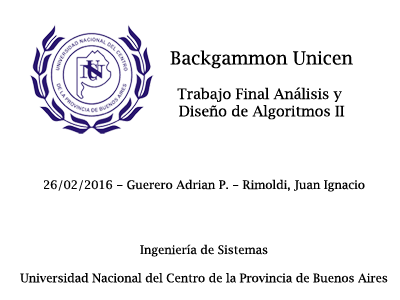 UNIVERSIDAD NACIONAL DEL CENTRO
DE LA PROVINCIA DE BUENOS AIRES
Backgammon Unicen
Trabajo Final Análisis y
Diseño de Algoritmos II
26/02/2016 - Guerero Adrian P. - Rimoldi, Juan Ignacio
Ingeniería de Sistemas
Universidad Nacional del Centro de la Provincia de Buenos Aires